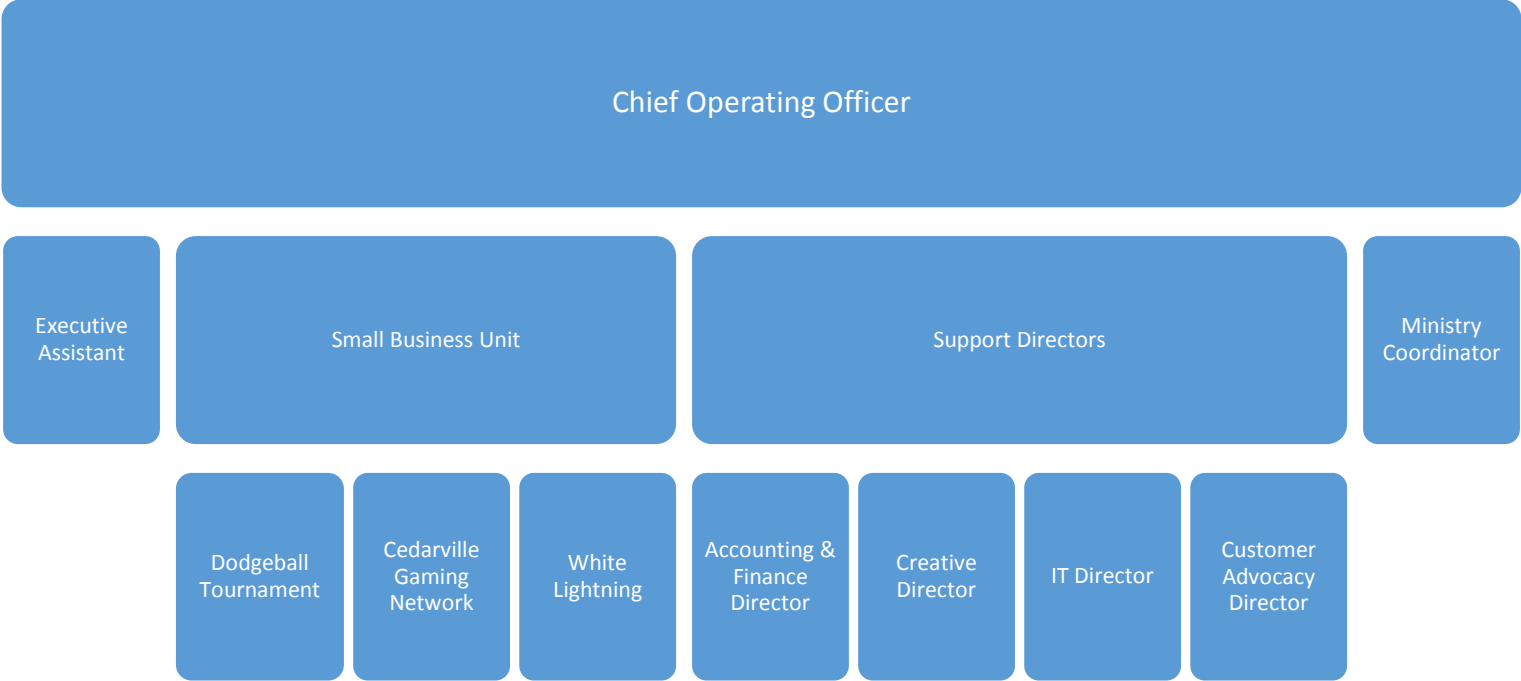 Chief Operating Officer
Executive
Assistant
Small Business Unit
Support Directors
Ministry
Coordinator
Dodgeball
Tournament
Cedarville
Gaming
Network
White
Lightning
Accounting &
Finance
Director
Creative
Director
IT Director
Customer
Advocacy
Director